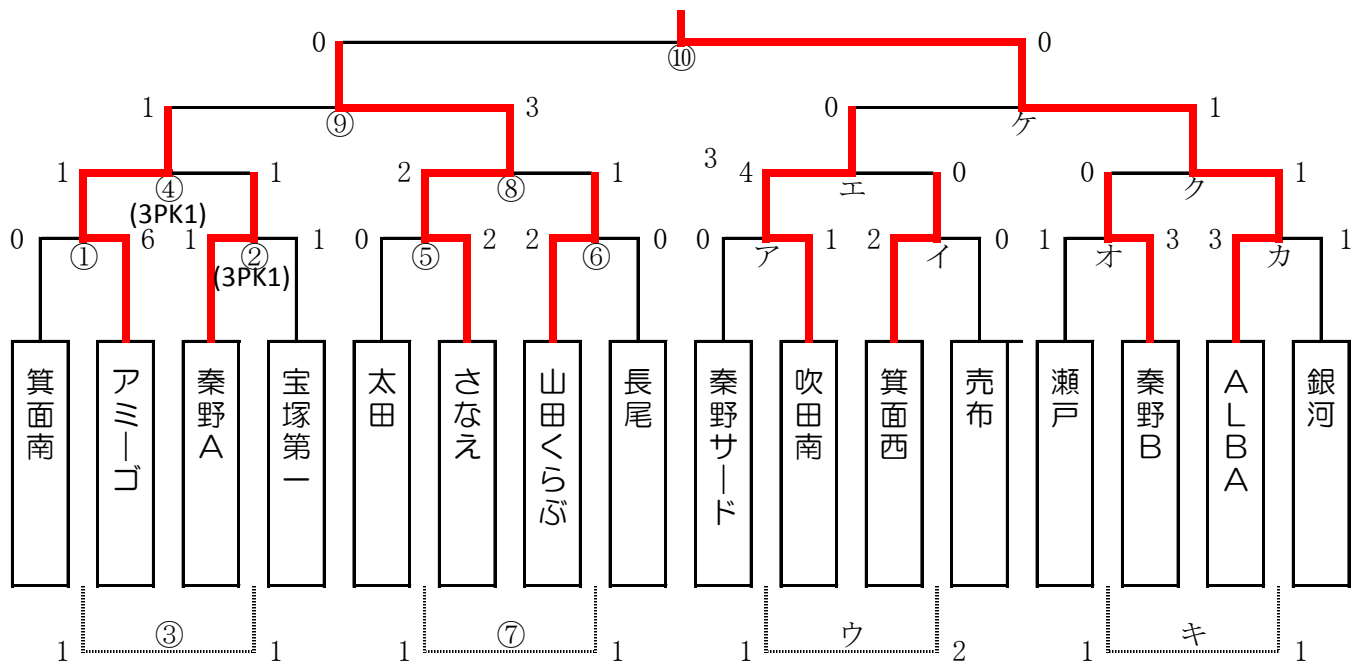 0 0
⑩
1 3 0 1
⑨ ケ
3
1 1 2 1 4 0 0 1
④ ⑧ エ ク
(3PK1)
0 6 1 1 0 2 2 0 0 1 2 0 1 3 3 1
① ② ⑤ ⑥ ア イ オ カ
(3PK1)
箕面南
アミーゴ
秦野A
宝塚第一
太田
さなえ
山田くらぶ
長尾
秦野サード
吹田南
箕面西
売布
瀬戸
秦野B
ALBA
銀河
③ ⑦ ウ キ
1 1 1 1 1 2 1 1